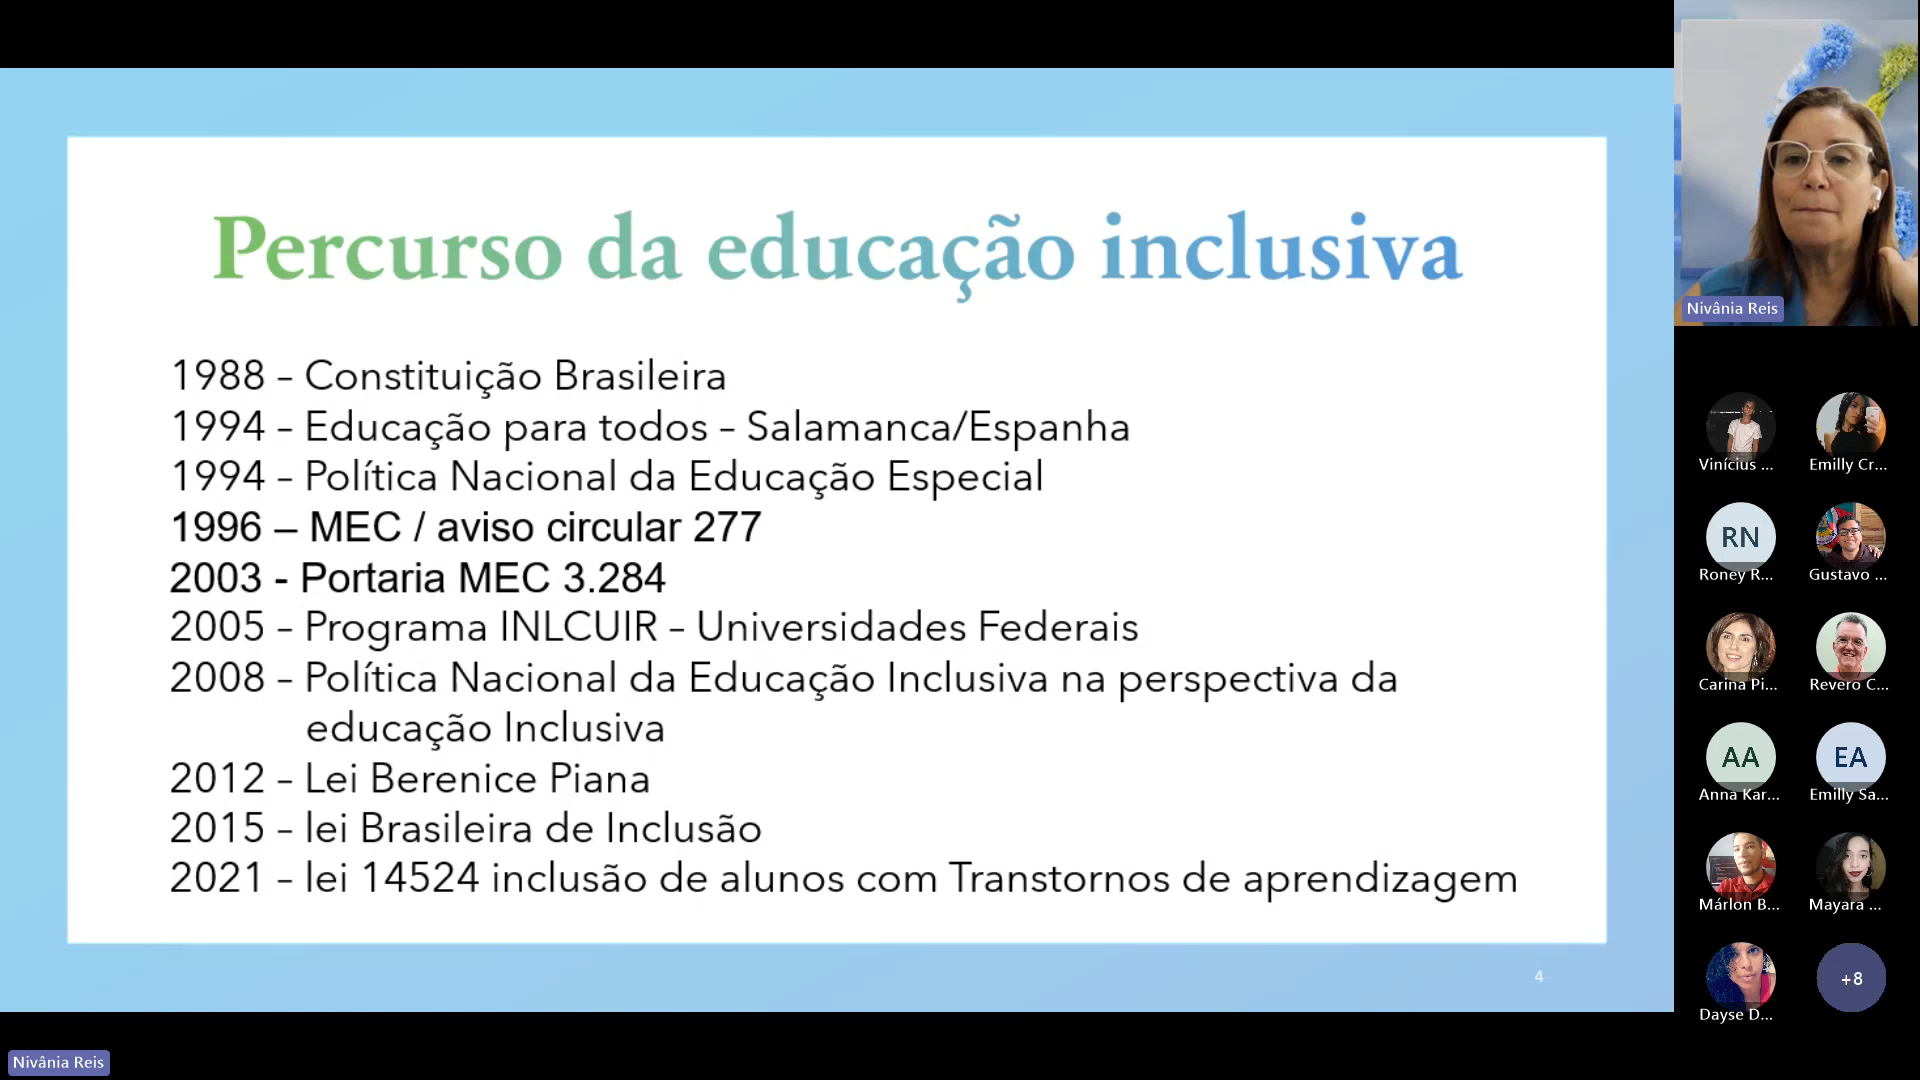 Percurso da educação inclusiva
1988 – Constituição Brasileira
1994 – Educação para todos – Salamanca/Espanha
1994 – Política Nacional da Educação Especial
1996 – MEC / aviso circular 277
2003 - Portaria MEC 3.284
2005 – Programa INLCUIR – Universidades Federais
2008 – Política Nacional da Educação Inclusiva na perspectiva da
educação Inclusiva
2012 – Lei Berenice Piana
2015 – lei Brasileira de Inclusão
2021 – lei 14524 inclusão de alunos com Transtornos de aprendizagem
4
Nivânia Reis
Nivânia Reis
Vinícius ...
Emilly Cr...
RN
Roney R...
Gustavo ...
Carina Pi...
Revero C...
AA
EA
Anna Kar...
Emilly Sa...
Márlon B...
Mayara ...
+8
Dayse D...